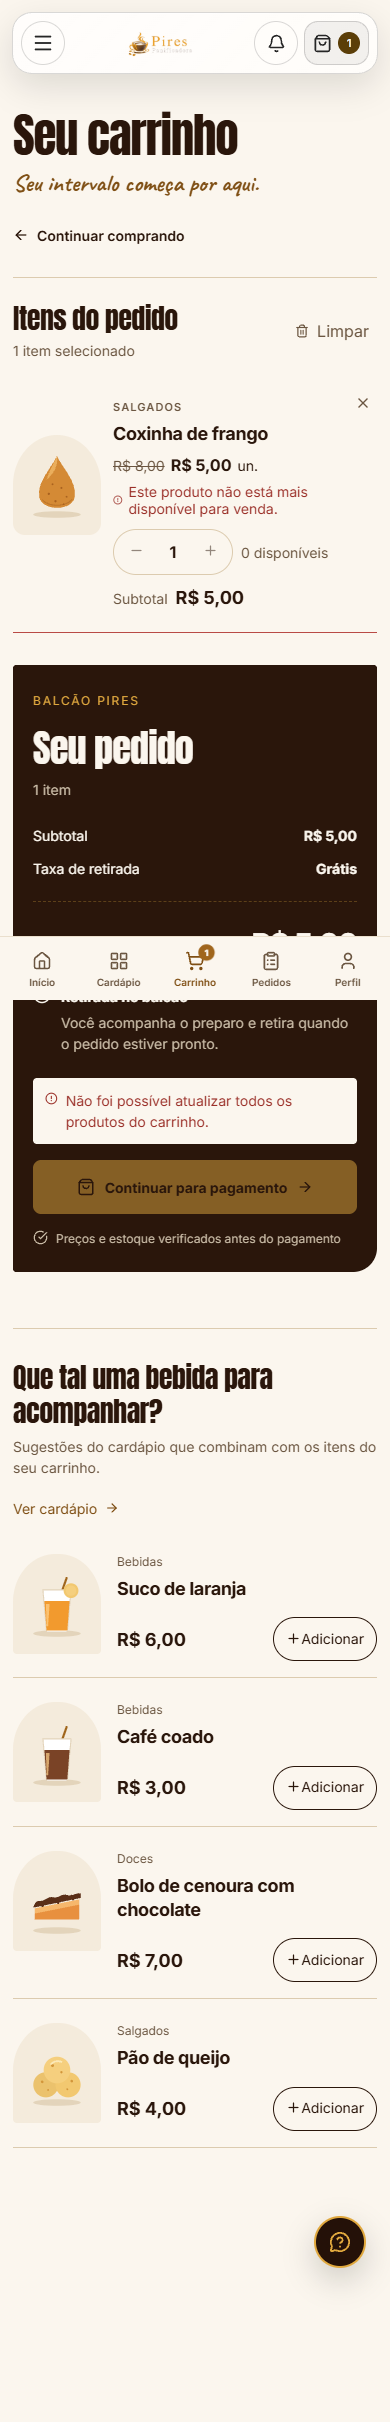 Pires
1
Seu carrinho
Seu intervalo começa por aqui.
Continuar comprando
Itens do pedido
Limpar
1 item selecionado
SALGADOS
Coxinha de frango
R$ 8,00 R$ 5,00 un.
Este produto não está mais
disponível para venda.
1
0 disponíveis
Subtotal R$ 5,00
BALCÃO PIRES
Seu pedido
1 item
Subtotal R$ 5,00
Taxa de retirada Grátis
1
Início
Cardápio
Carrinho
Pedidos
Perfil
Você acompanha o preparo e retira quando
o pedido estiver pronto.
Não foi possível atualizar todos os
produtos do carrinho.
Continuar para pagamento
Preços e estoque verificados antes do pagamento
Que tal uma bebida para
acompanhar?
Sugestões do cardápio que combinam com os itens do
seu carrinho.
Ver cardápio
Bebidas
Suco de laranja
R$ 6,00
Adicionar
Bebidas
Café coado
R$ 3,00
Adicionar
Doces
Bolo de cenoura com
chocolate
R$ 7,00
Adicionar
Salgados
Pão de queijo
R$ 4,00
Adicionar